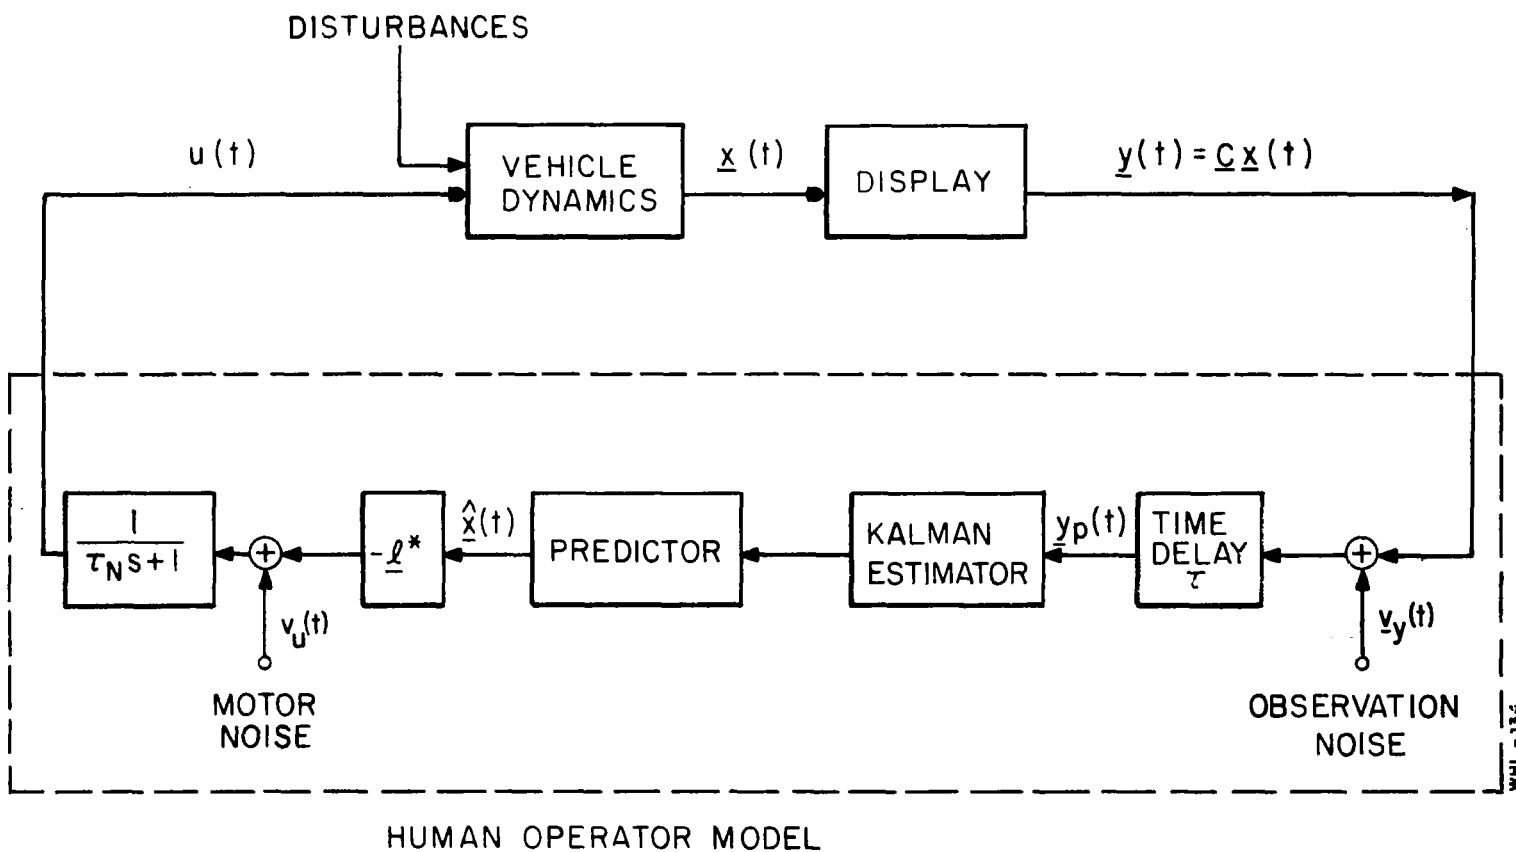 DISTURBANCES
u(t)
VEHICLE
DYNAMICS
x(t)
DISPLAY
y(t) = C x(t)
1
τNs+1
-ℓ*
x̂(t)
PREDICTOR
KALMAN
ESTIMATOR
yp(t)
TIME
DELAY
τ
vu(t)
vy(t)
MOTOR
NOISE
OBSERVATION
NOISE
HUMAN OPERATOR MODEL